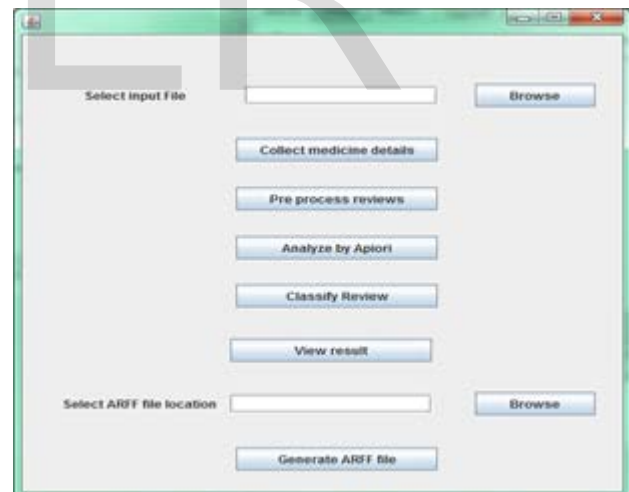 Select input File
Browse
Collect medicine details
Pre process reviews
Analyze by Apiori
Classify Review
View result
Select ARFF file location
Browse
Generate ARFF file